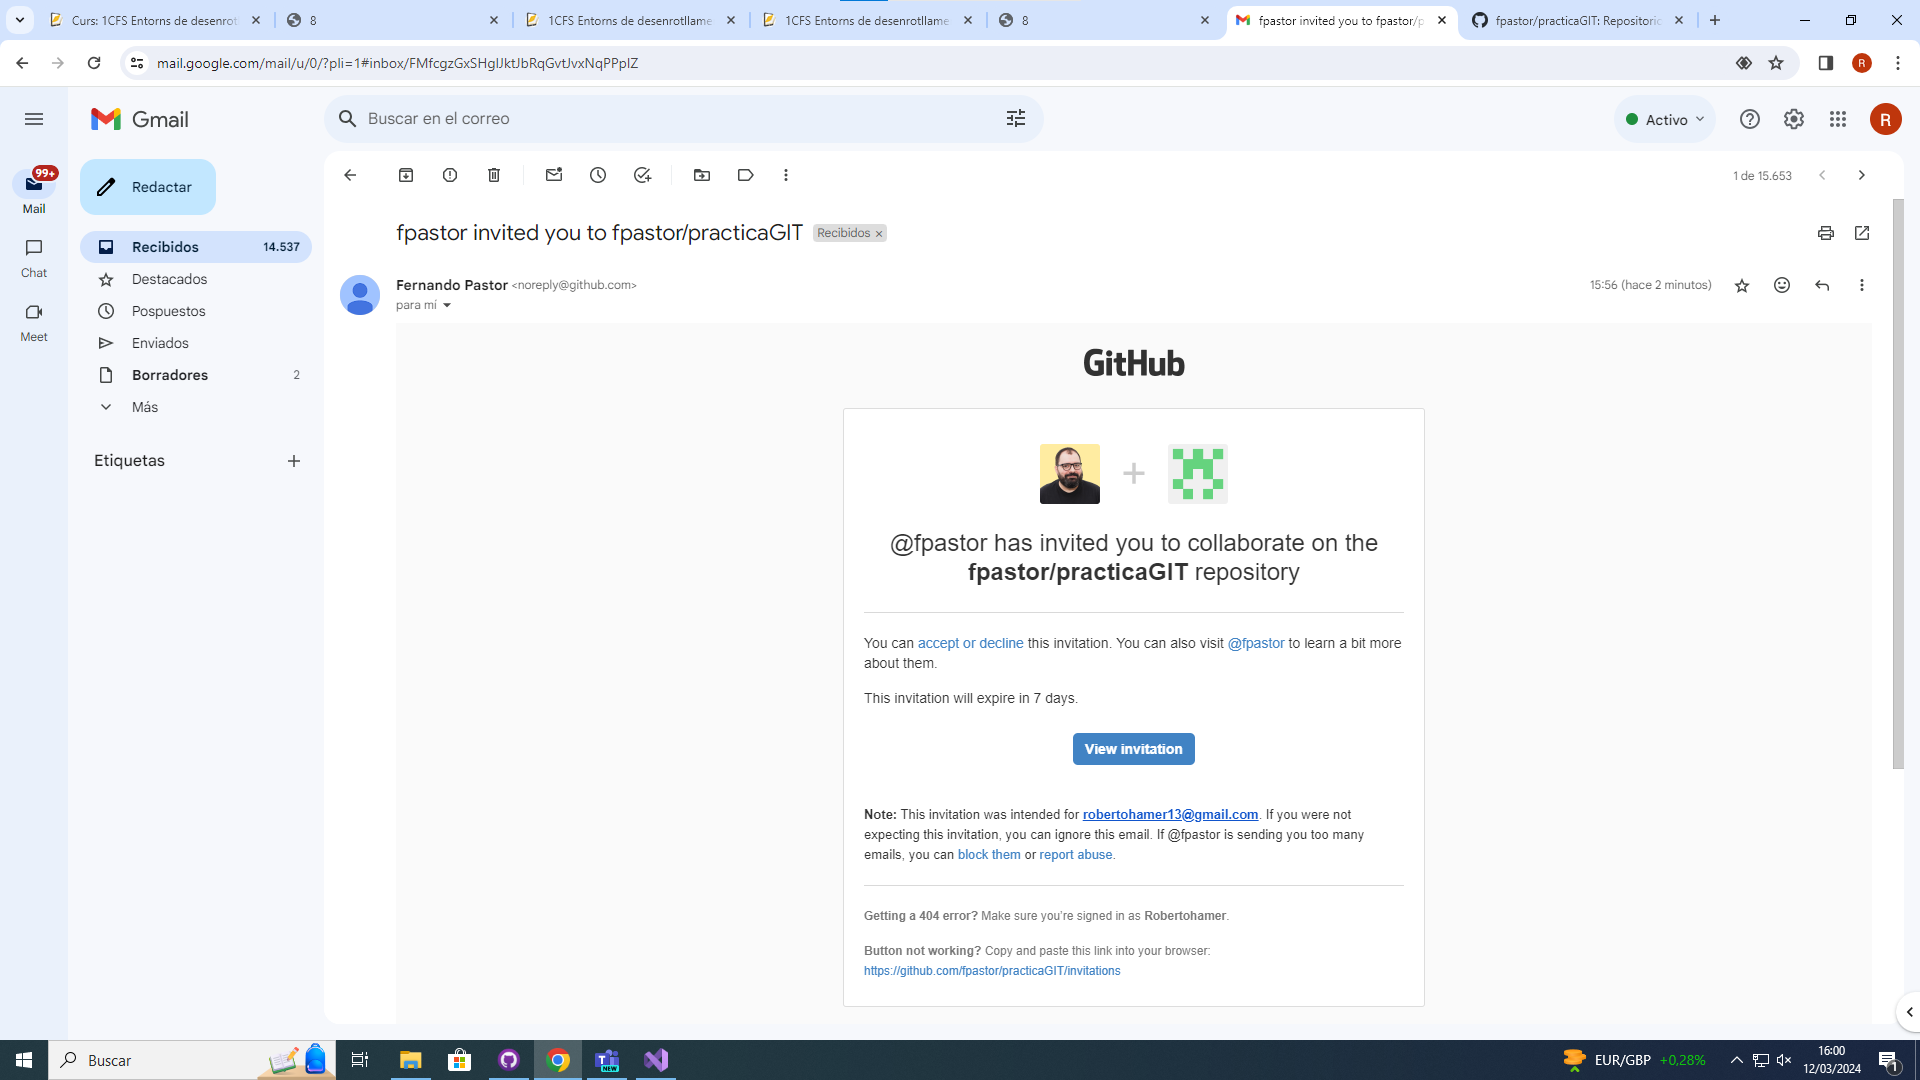 Curs: 1CFS Entorns de desenrot
8
1CFS Entorns de desenrotllame
1CFS Entorns de desenrotllame
8
fpastor invited you to fpastor/p
fpastor/practicaGIT: Repositorio
mail.google.com/mail/u/0/?pli=1#inbox/FMfcgzGxSHglJktJbRqGvtJvxNqPPpIZ
R
Gmail
Buscar en el correo
Activo
R
99+
Mail
Chat
Meet
Redactar
Recibidos 14.537
Destacados
Pospuestos
Enviados
Borradores 2
Más
Etiquetas
1 de 15.653
fpastor invited you to fpastor/practicaGIT Recibidos ×
Fernando Pastor <noreply@github.com>
15:56 (hace 2 minutos)
para mí
GitHub
@fpastor has invited you to collaborate on the
fpastor/practicaGIT repository
You can accept or decline this invitation. You can also visit @fpastor to learn a bit more
about them.
This invitation will expire in 7 days.
View invitation
Note: This invitation was intended for robertohamer13@gmail.com. If you were not
expecting this invitation, you can ignore this email. If @fpastor is sending you too many
emails, you can block them or report abuse.
Getting a 404 error? Make sure you’re signed in as Robertohamer.
Button not working? Copy and paste this link into your browser:
https://github.com/fpastor/practicaGIT/invitations
Buscar
NEW
EUR/GBP +0,28%
16:00
12/03/2024
1